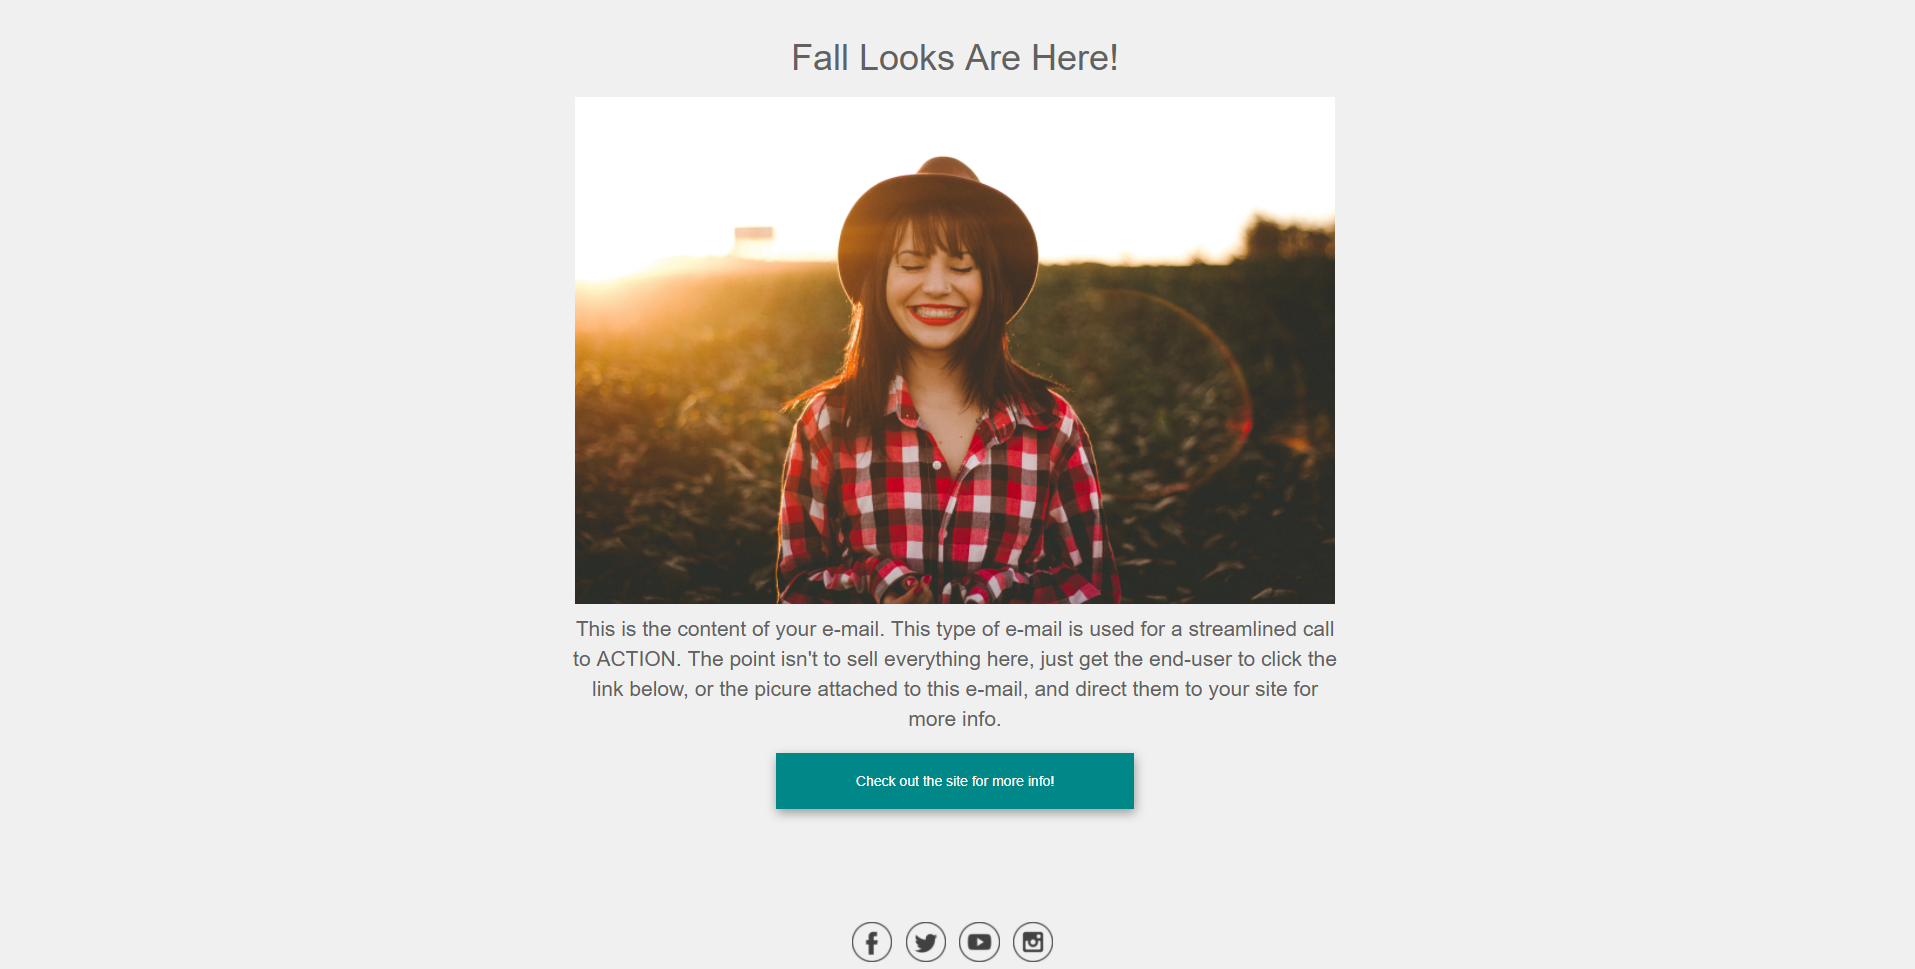 Fall Looks Are Here!
This is the content of your e-mail. This type of e-mail is used for a streamlined call
to ACTION. The point isn't to sell everything here, just get the end-user to click the
link below, or the picure attached to this e-mail, and direct them to your site for
more info.
Check out the site for more info!